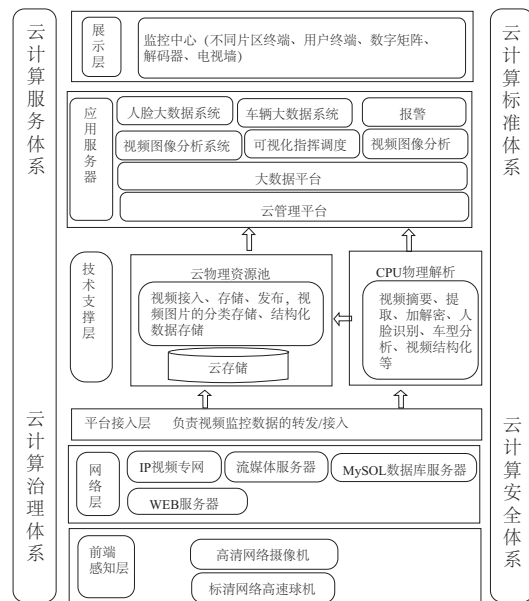 云计算服务体系
云计算治理体系
展示层
监控中心（不同片区终端、用户终端、数字矩阵、
解码器、电视墙）
应用服务器
人脸大数据系统
车辆大数据系统
报警
视频图像分析系统
可视化指挥调度
视频图像分析
大数据平台
云管理平台
技术支撑层
云物理资源池
视频接入、存储、发布，视
频图片的分类存储、结构化
数据存储
云存储
CPU物理解析
视频摘要、提
取、加解密、人
脸识别、车型分
析、视频结构化
等
平台接入层 负责视频监控数据的转发/接入
网络层
IP视频专网
流媒体服务器
MySOL数据库服务器
WEB服务器
前端
感知层
高清网络摄像机
标清网络高速球机
云计算标准体系
云计算安全体系